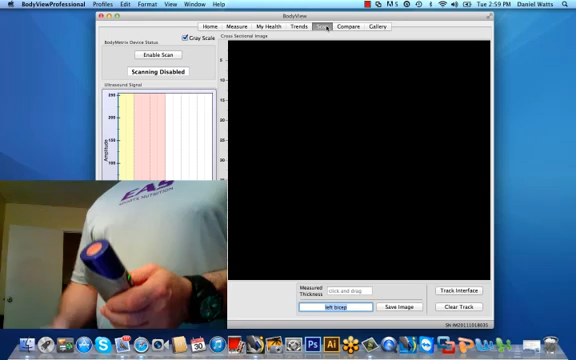 BodyViewProfessional Profiles Edit Format View Window Help
Tue 2:59 PM Daniel Watts
BodyView
Home Measure My Health Trends Compare Gallery
Gray Scale
Cross Sectional Image
BodyMetrix Device Status
Enable Scan
Scanning Disabled
Ultrasound Signal
Amplitude
EAS
SPORTS NUTRITION
Measured Thickness
click and drag
Track Interface
left bicep
Save Image
Clear Track